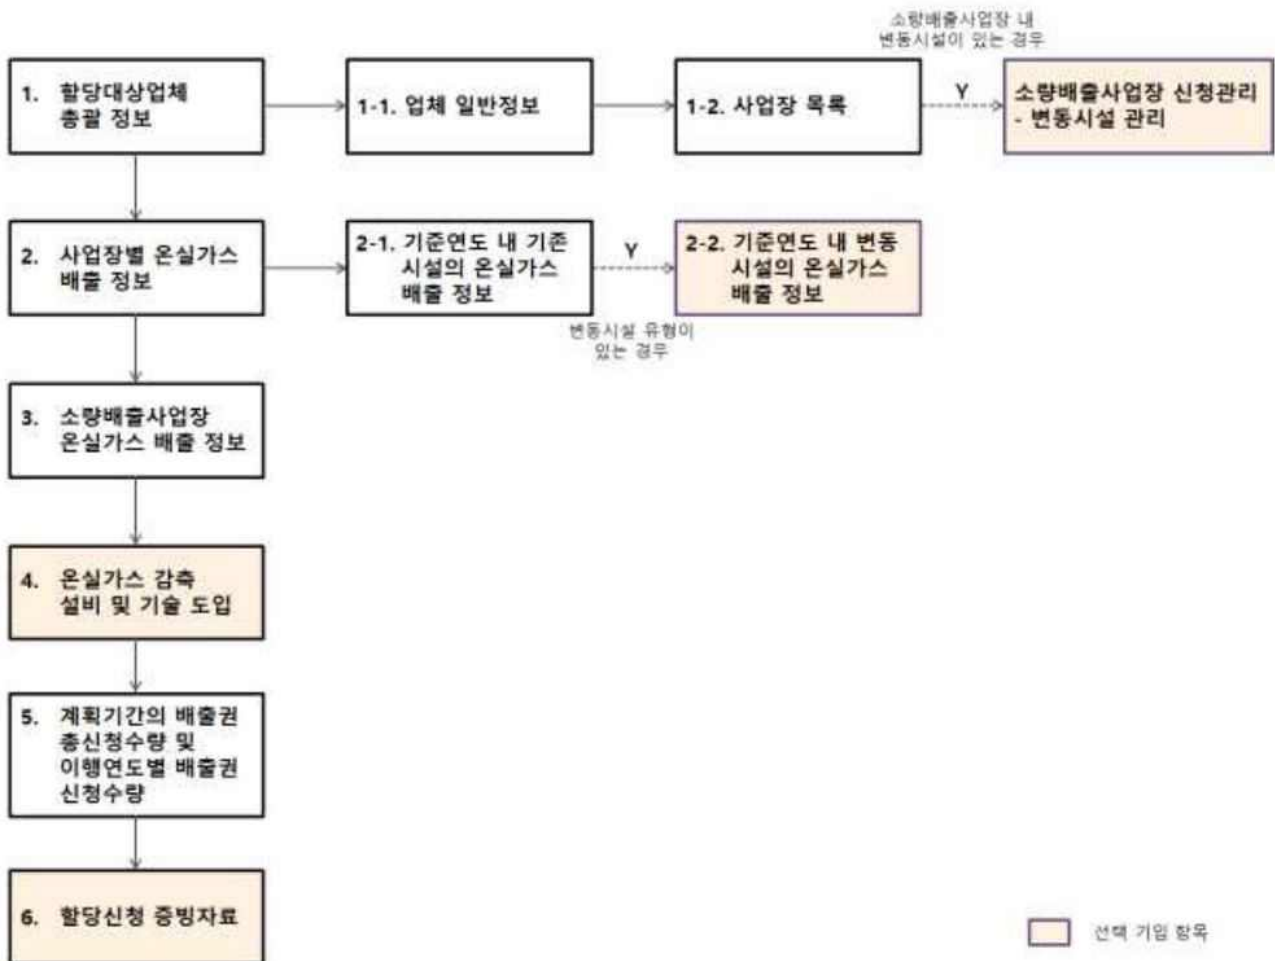 소량배출사업장 내
변동시설이 있는 경우
1. 할당대상업체
총괄 정보
1-1. 업체 일반정보
1-2. 사업장 목록
Y
소량배출사업장 신청관리
- 변동시설 관리
2. 사업장별 온실가스
배출 정보
2-1. 기준연도 내 기존
시설의 온실가스
배출 정보
Y
2-2. 기준연도 내 변동
시설의 온실가스
배출 정보
변동시설 유형이
있는 경우
3. 소량배출사업장
온실가스 배출 정보
4. 온실가스 감축
설비 및 기술 도입
5. 계획기간의 배출권
총신청수량 및
이행연도별 배출권
신청수량
6. 할당신청 증빙자료
선택 기입 항목